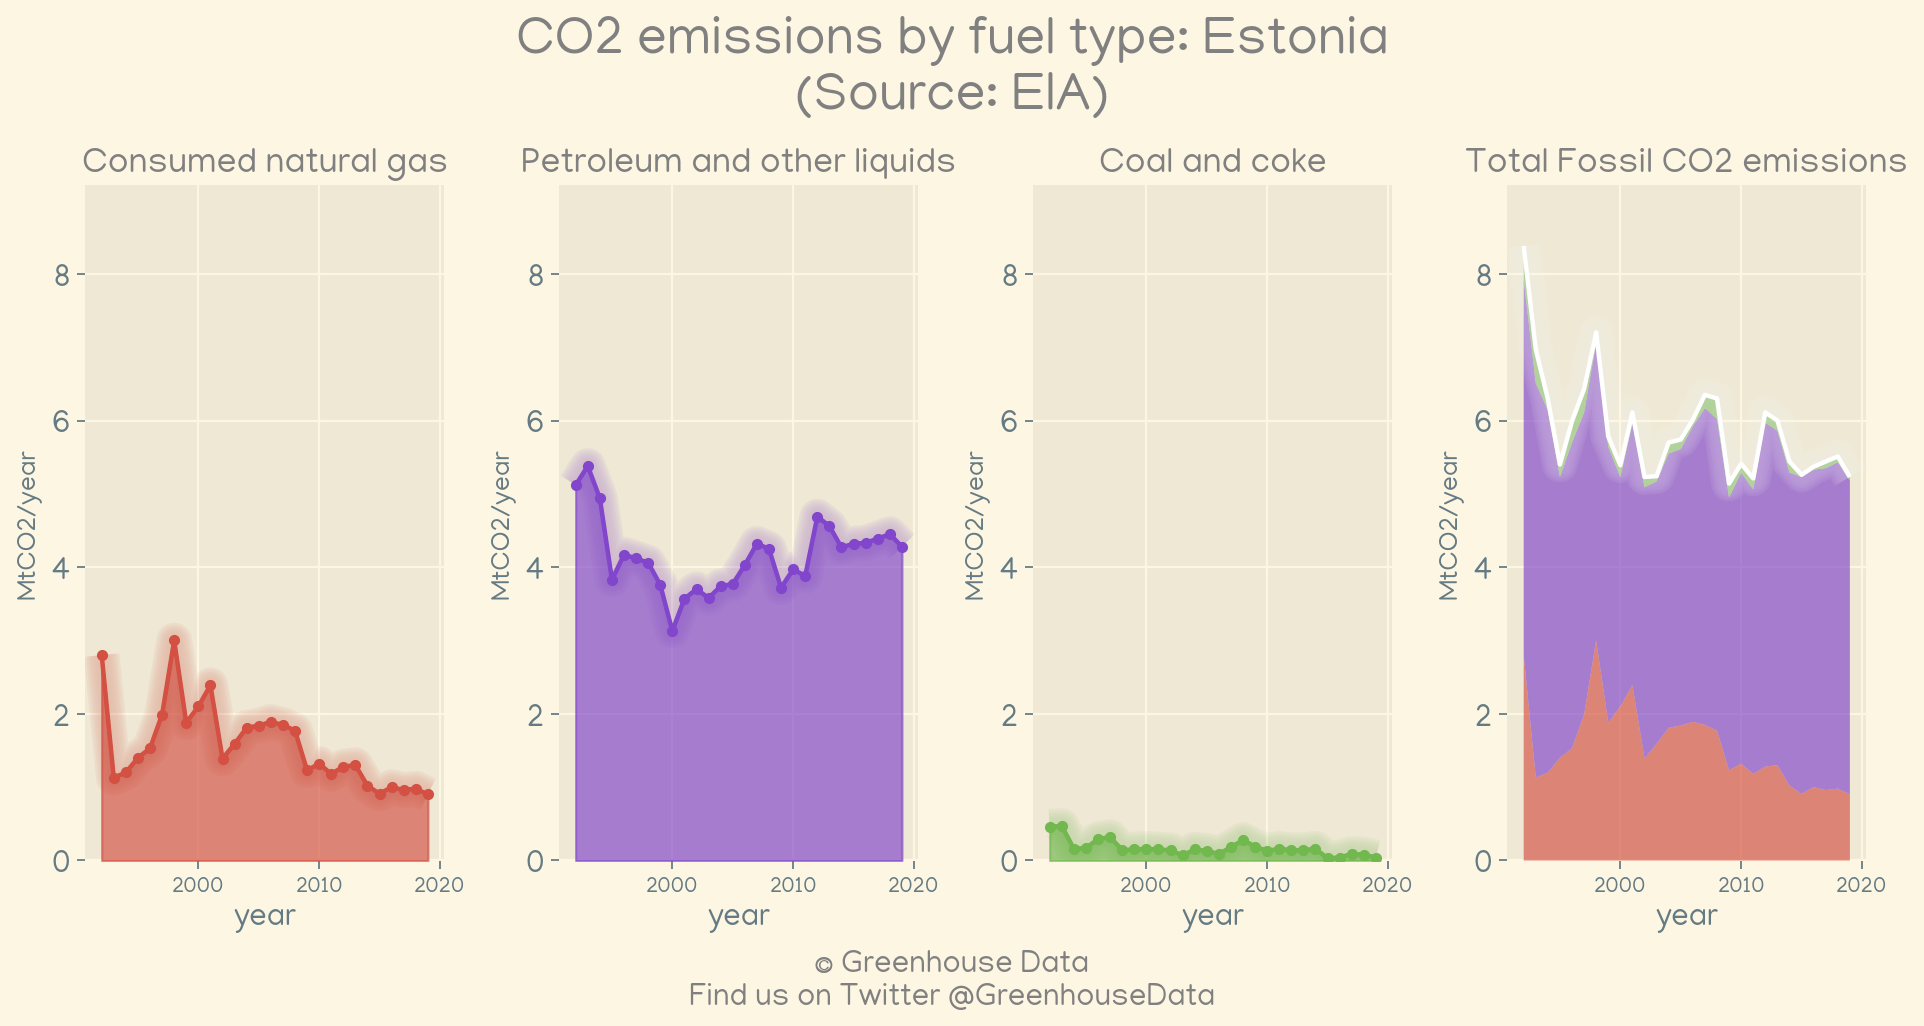 CO2 emissions by fuel type: Estonia
(Source: EIA)
Consumed natural gas
Petroleum and other liquids
Coal and coke
Total Fossil CO2 emissions
MtCO2/year
8
6
4
2
0
2000 2010 2020
year
MtCO2/year
8
6
4
2
0
2000 2010 2020
year
MtCO2/year
8
6
4
2
0
2000 2010 2020
year
MtCO2/year
8
6
4
2
0
2000 2010 2020
year
© Greenhouse Data
Find us on Twitter @GreenhouseData